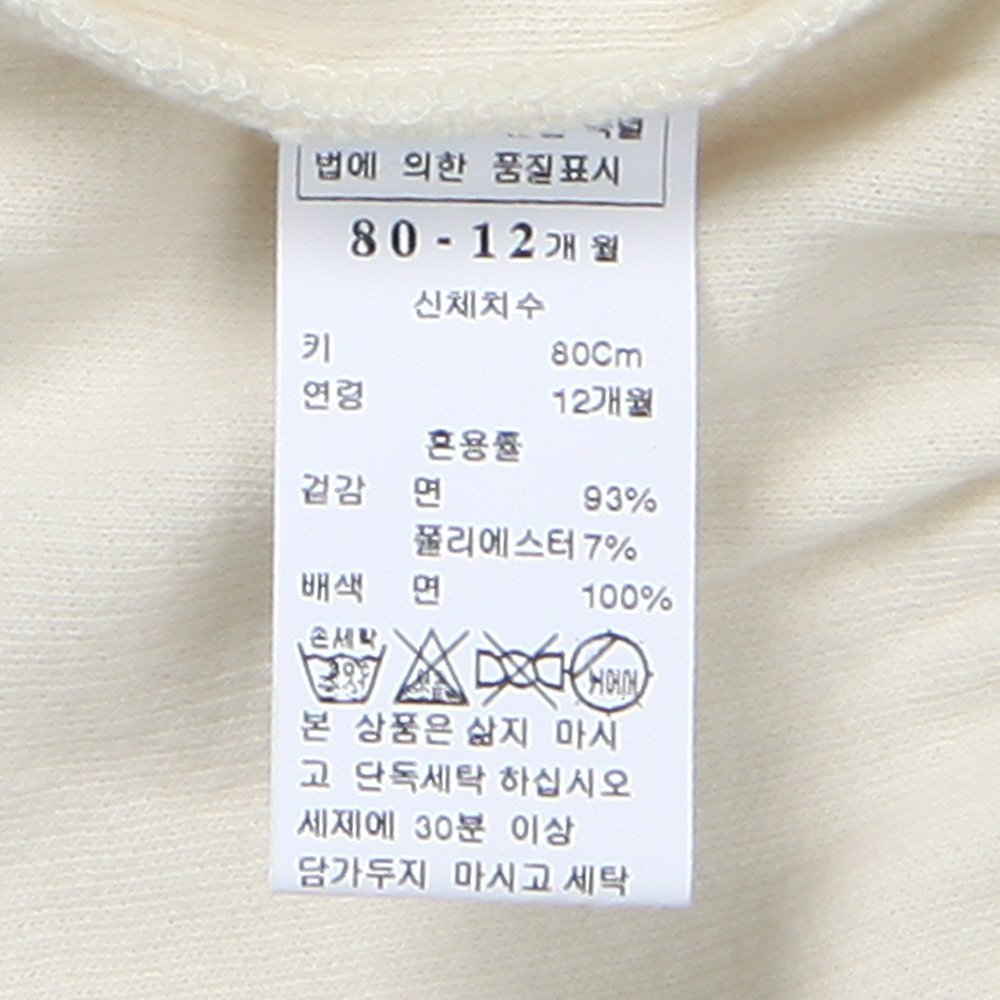 법에 의한 품질표시
80-12개월
신체치수
키 80Cm
연령 12개월
혼용률
겉감 면 93%
폴리에스터 7%
배색 면 100%
손세탁
본 상품은 삶지 마시
고 단독세탁 하십시오
세제에 30분 이상
담가두지 마시고 세탁